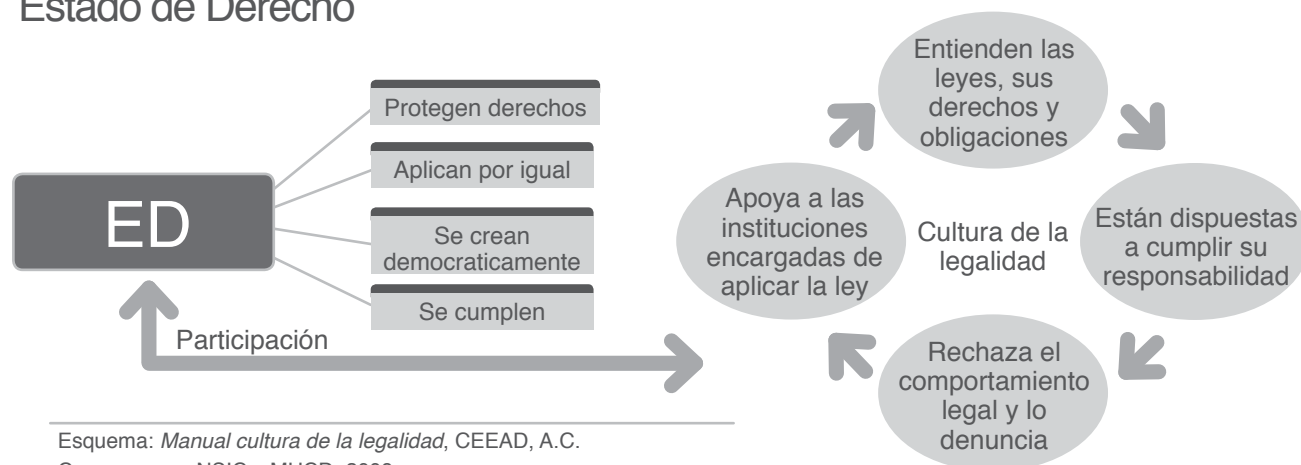 Estado de Derecho
ED
Protegen derechos
Aplican por igual
Se crean
democraticamente
Se cumplen
Participación
Entienden las
leyes, sus
derechos y
obligaciones
Están dispuestas
a cumplir su
responsabilidad
Rechaza el
comportamiento
legal y lo
denuncia
Apoya a las
instituciones
encargadas de
aplicar la ley
Cultura de la
legalidad
Esquema: Manual cultura de la legalidad, CEEAD, A.C.